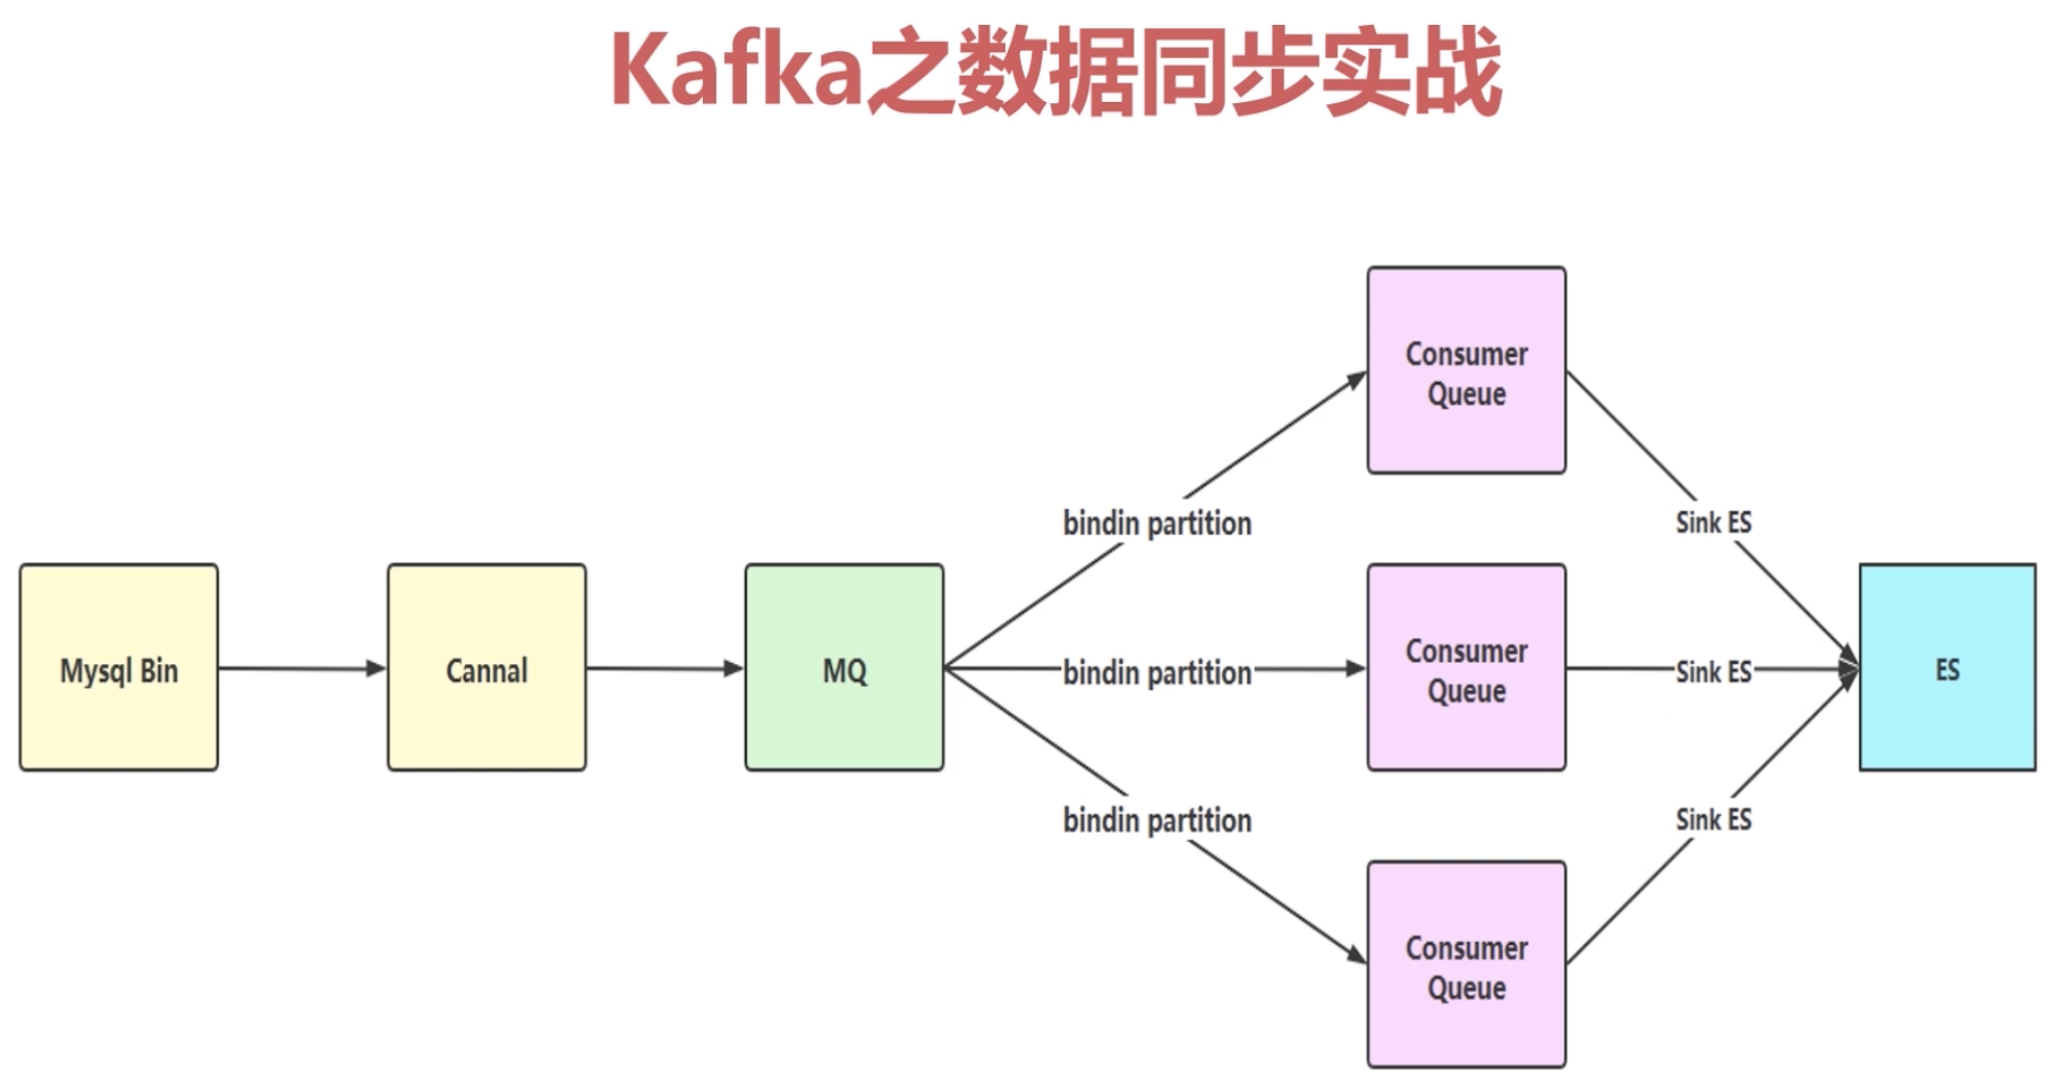 Kafka之数据同步实战
Mysql Bin
Cannal
MQ
bindin partition
bindin partition
bindin partition
Consumer
Queue
Consumer
Queue
Consumer
Queue
Sink ES
Sink ES
Sink ES
ES